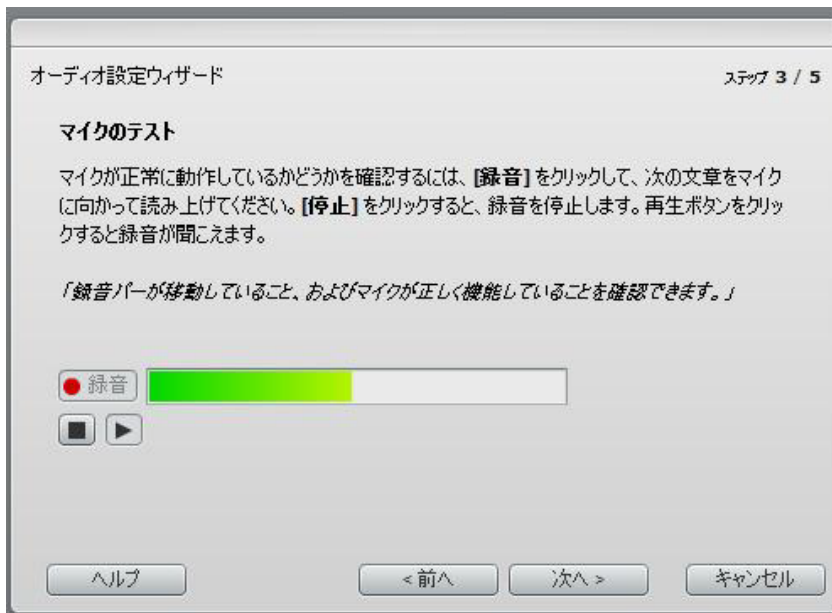 オーディオ設定ウィザード
ステップ 3 / 5
マイクのテスト
マイクが正常に動作しているかどうかを確認するには、[録音] をクリックして、次の文章をマイク
に向かって読み上げてください。[停止] をクリックすると、録音を停止します。再生ボタンをクリッ
クすると録音が聞こえます。
「録音バーが移動していること、およびマイクが正しく機能していることを確認できます。」
録音
ヘルプ
< 前へ
次へ >
キャンセル